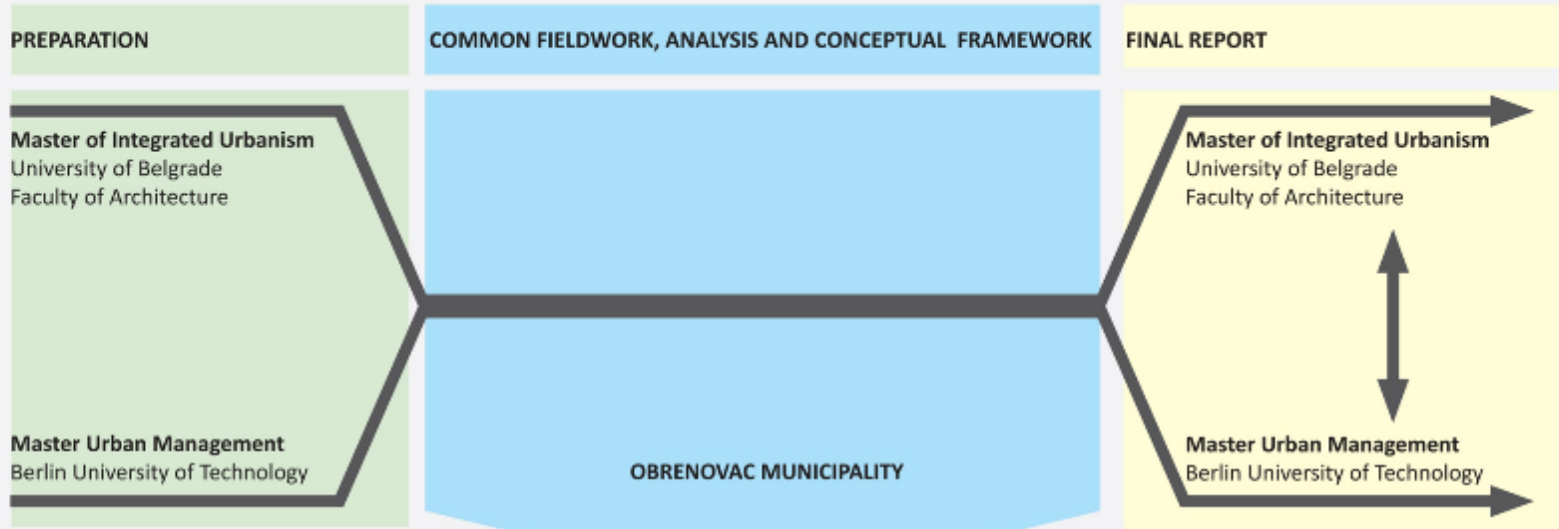 PREPARATION
COMMON FIELDWORK, ANALYSIS AND CONCEPTUAL FRAMEWORK
FINAL REPORT
Master of Integrated Urbanism
University of Belgrade
Faculty of Architecture
Master Urban Management
Berlin University of Technology
OBRENOVAC MUNICIPALITY
Master of Integrated Urbanism
University of Belgrade
Faculty of Architecture
Master Urban Management
Berlin University of Technology